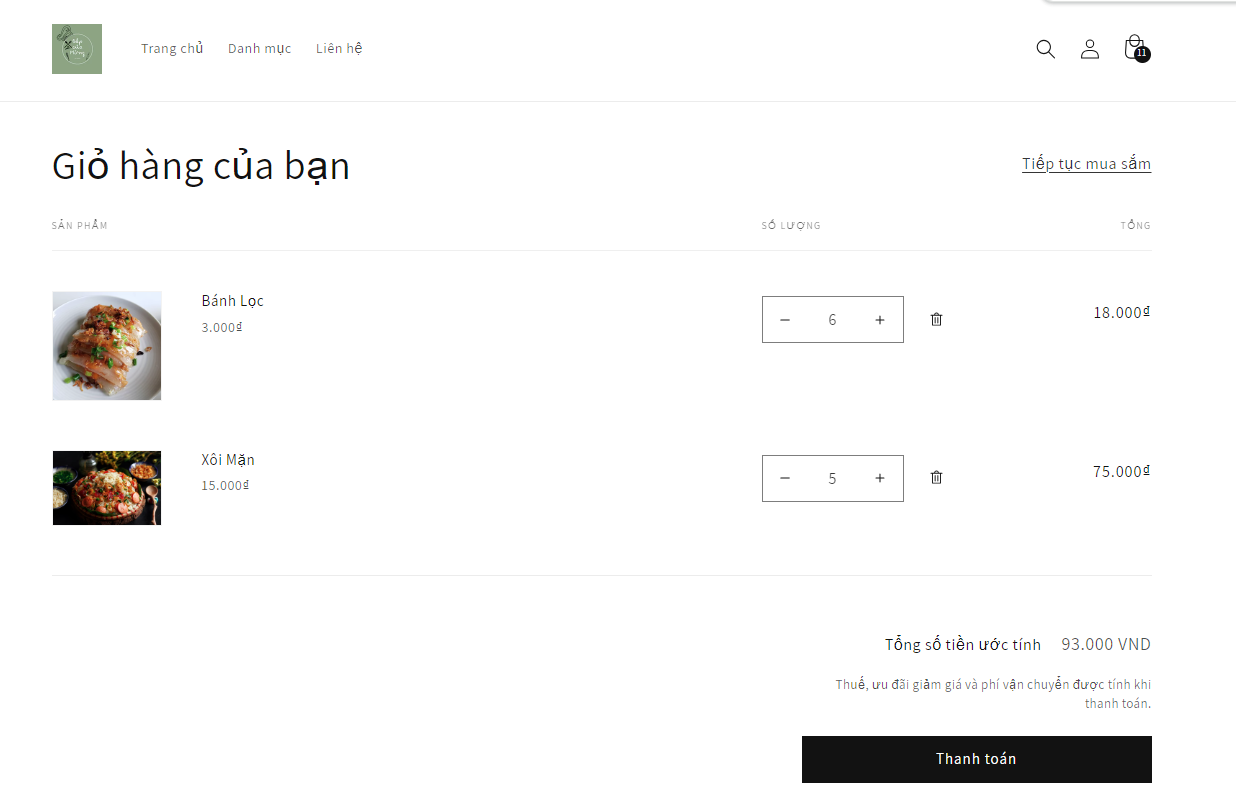 Trang chủ Danh mục Liên hệ
11
Giỏ hàng của bạn
Tiếp tục mua sắm
SẢN PHẨM SỐ LƯỢNG TỔNG
Bánh Lọc
3.000₫
6
18.000₫
Xôi Mặn
15.000₫
5
75.000₫
Tổng số tiền ước tính 93.000 VND
Thuế, ưu đãi giảm giá và phí vận chuyển được tính khi
thanh toán.
Thanh toán